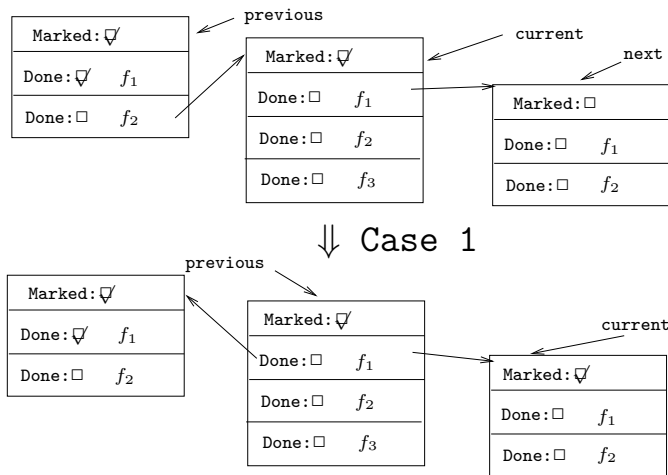 previous
Marked:☑
current
Marked:☑
next
Done:☑ f₁
Done:□ f₁
Marked:□
Done:□ f₂
Done:□ f₂
Done:□ f₁
Done:□ f₃
Done:□ f₂
⇓ Case 1
previous
Marked:☑
Marked:☑
current
Done:☑ f₁
Done:□ f₁
Marked:☑
Done:□ f₂
Done:□ f₂
Done:□ f₁
Done:□ f₃
Done:□ f₂